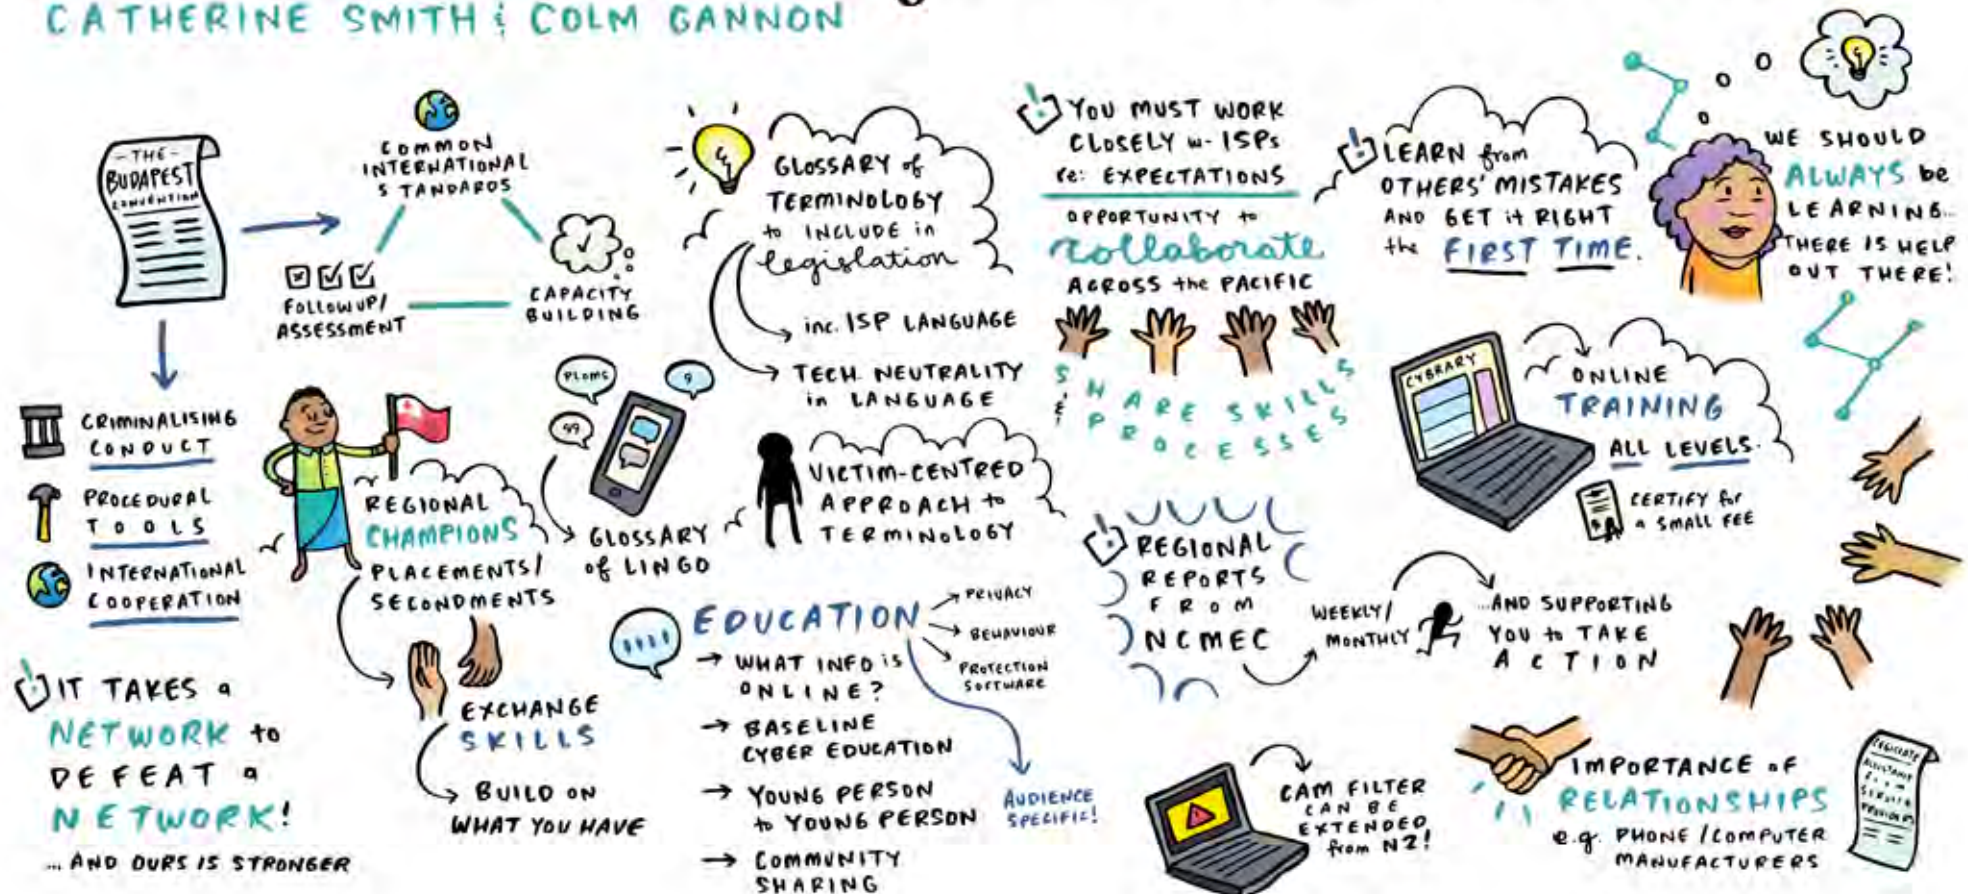 CATHERINE SMITH & COLM GANNON
- THE -
BUDAPEST
CONVENTION
COMMON
INTERNATIONAL
STANDARDS
FOLLOWUP/
ASSESSMENT
CAPACITY
BUILDING
CRIMINALISING
CONDUCT
PROCEDURAL
TOOLS
INTERNATIONAL
COOPERATION
IT TAKES a
NETWORK to
DEFEAT a
NETWORK!
... AND OURS IS STRONGER
REGIONAL
CHAMPIONS
PLACEMENTS/
SECONDMENTS
EXCHANGE
SKILLS
BUILD ON
WHAT YOU HAVE
GLOSSARY of
TERMINOLOGY
to INCLUDE in
legislation
inc. ISP LANGUAGE
TECH. NEUTRALITY
in LANGUAGE
PLOMS
9
99
GLOSSARY
of LINGO
VICTIM-CENTRED
APPROACH to
TERMINOLOGY
EDUCATION
PRIVACY
BEHAVIOUR
PROTECTION
SOFTWARE
WHAT INFO is
ONLINE?
BASELINE
CYBER EDUCATION
YOUNG PERSON
to YOUNG PERSON
COMMUNITY
SHARING
AUDIENCE
SPECIFIC!
YOU MUST WORK
CLOSELY w- ISPs
re: EXPECTATIONS
OPPORTUNITY to
collaborate
ACROSS the PACIFIC
SHARE SKILLS
& PROCESSES
REGIONAL
REPORTS
FROM
NCMEC
WEEKLY/
MONTHLY
...AND SUPPORTING
YOU to TAKE
ACTION
LEARN from
OTHERS' MISTAKES
AND GET it RIGHT
the FIRST TIME.
WE SHOULD
ALWAYS be
LEARNING...
THERE IS HELP
OUT THERE!
CYBRARY
ONLINE
TRAINING
ALL LEVELS.
CERTIFY for
a SMALL FEE
CAM FILTER
CAN BE
EXTENDED
from NZ!
IMPORTANCE of
RELATIONSHIPS
e.g. PHONE/COMPUTER
MANUFACTURERS
ASSISTANCE
FROM
SERVICE
PROVIDERS